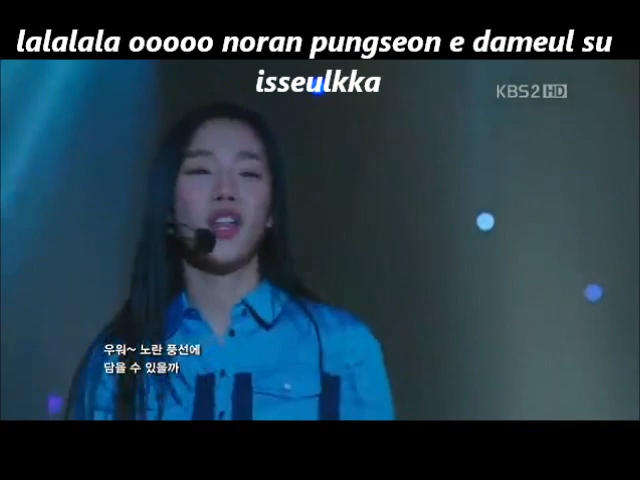 lalalala ooooo noran pungseon e dameul su
isseulkka
KBS2 HD
우워~ 노란 풍선에
담을 수 있을까